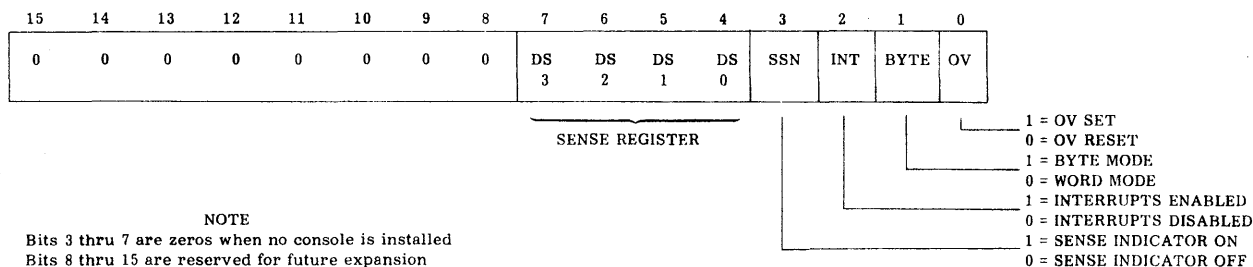 15 14 13 12 11 10 9 8 7 6 5 4 3 2 1 0
0 0 0 0 0 0 0 0 DS DS DS DS SSN INT BYTE OV
3 2 1 0
SENSE REGISTER
1 = OV SET
0 = OV RESET
1 = BYTE MODE
0 = WORD MODE
1 = INTERRUPTS ENABLED
0 = INTERRUPTS DISABLED
1 = SENSE INDICATOR ON
0 = SENSE INDICATOR OFF
NOTE
Bits 3 thru 7 are zeros when no console is installed
Bits 8 thru 15 are reserved for future expansion